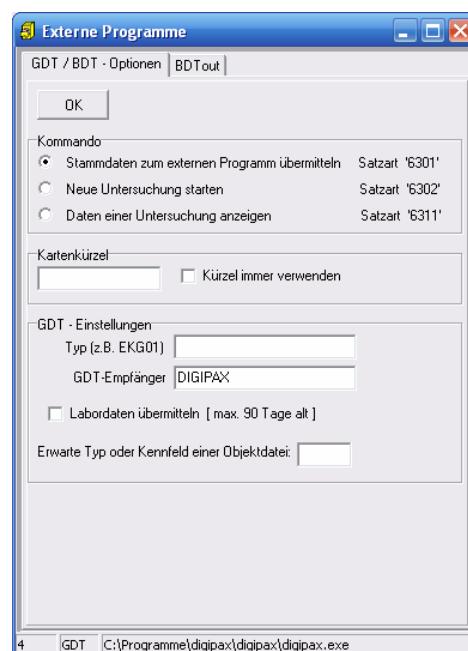 Externe Programme
GDT / BDT - Optionen BDTout
OK
Kommando
Stammdaten zum externen Programm übermitteln Satzart '6301'
Neue Untersuchung starten Satzart '6302'
Daten einer Untersuchung anzeigen Satzart '6311'
Kartenkürzel
Kürzel immer verwenden
GDT - Einstellungen
Typ (z.B. EKG01)
GDT-Empfänger DIGIPAX
Labordaten übermitteln [ max. 90 Tage alt ]
Erwarte Typ oder Kennfeld einer Objektdatei:
4 GDT C:\Programme\digipax\digipax\digipax.exe